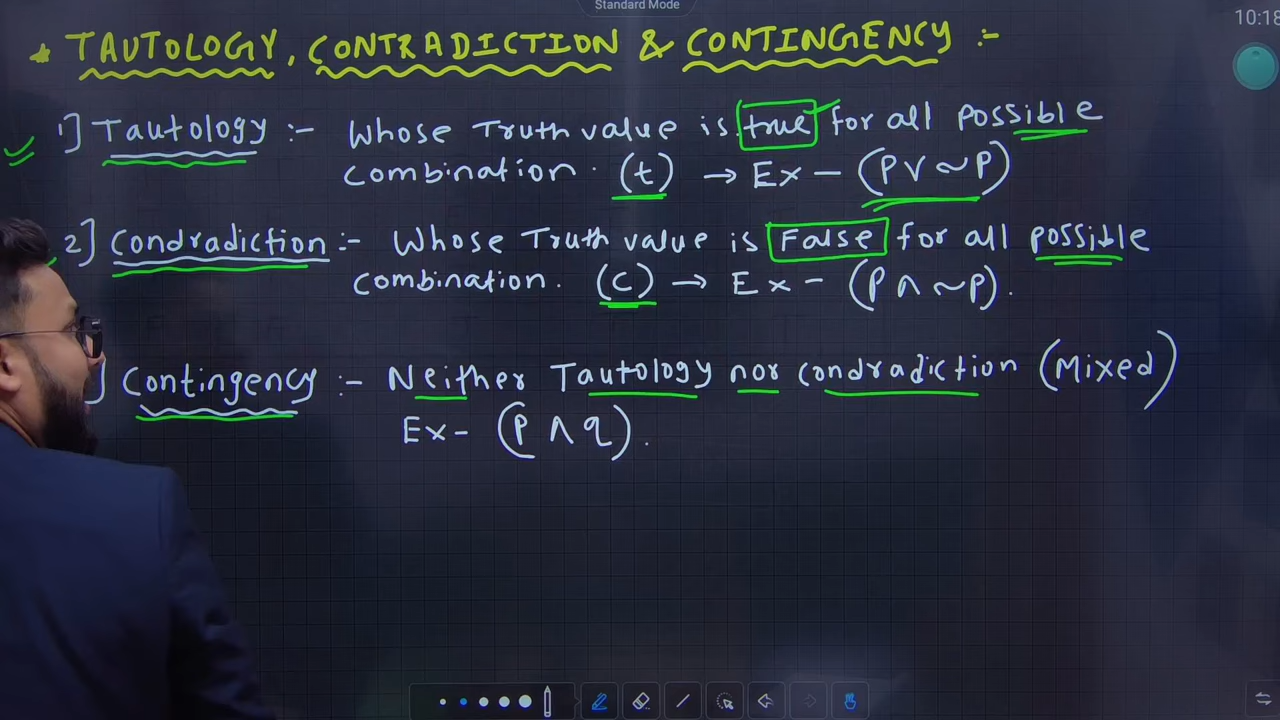 Standard Mode
10:18
* TAUTOLOGY, CONTRADICTION & CONTINGENCY :-
1] Tautology :- Whose Truth value is true for all possible
combination. (t) → Ex - (P V ~P)
2] Condradiction :- Whose Truth value is False for all possible
combination. (C) → Ex - (P ∧ ~P).
] Contingency :- Neither Tautology nor condradiction (Mixed)
Ex- (P ∧ q).